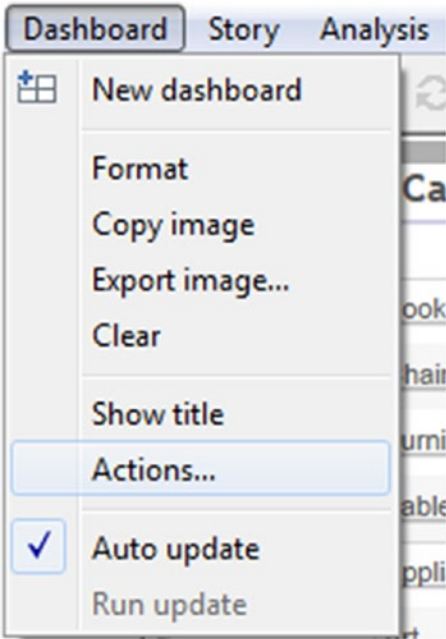 Dashboard Story Analysis
New dashboard
Format
Copy image
Export image...
Clear
Show title
Actions...
Auto update
Run update